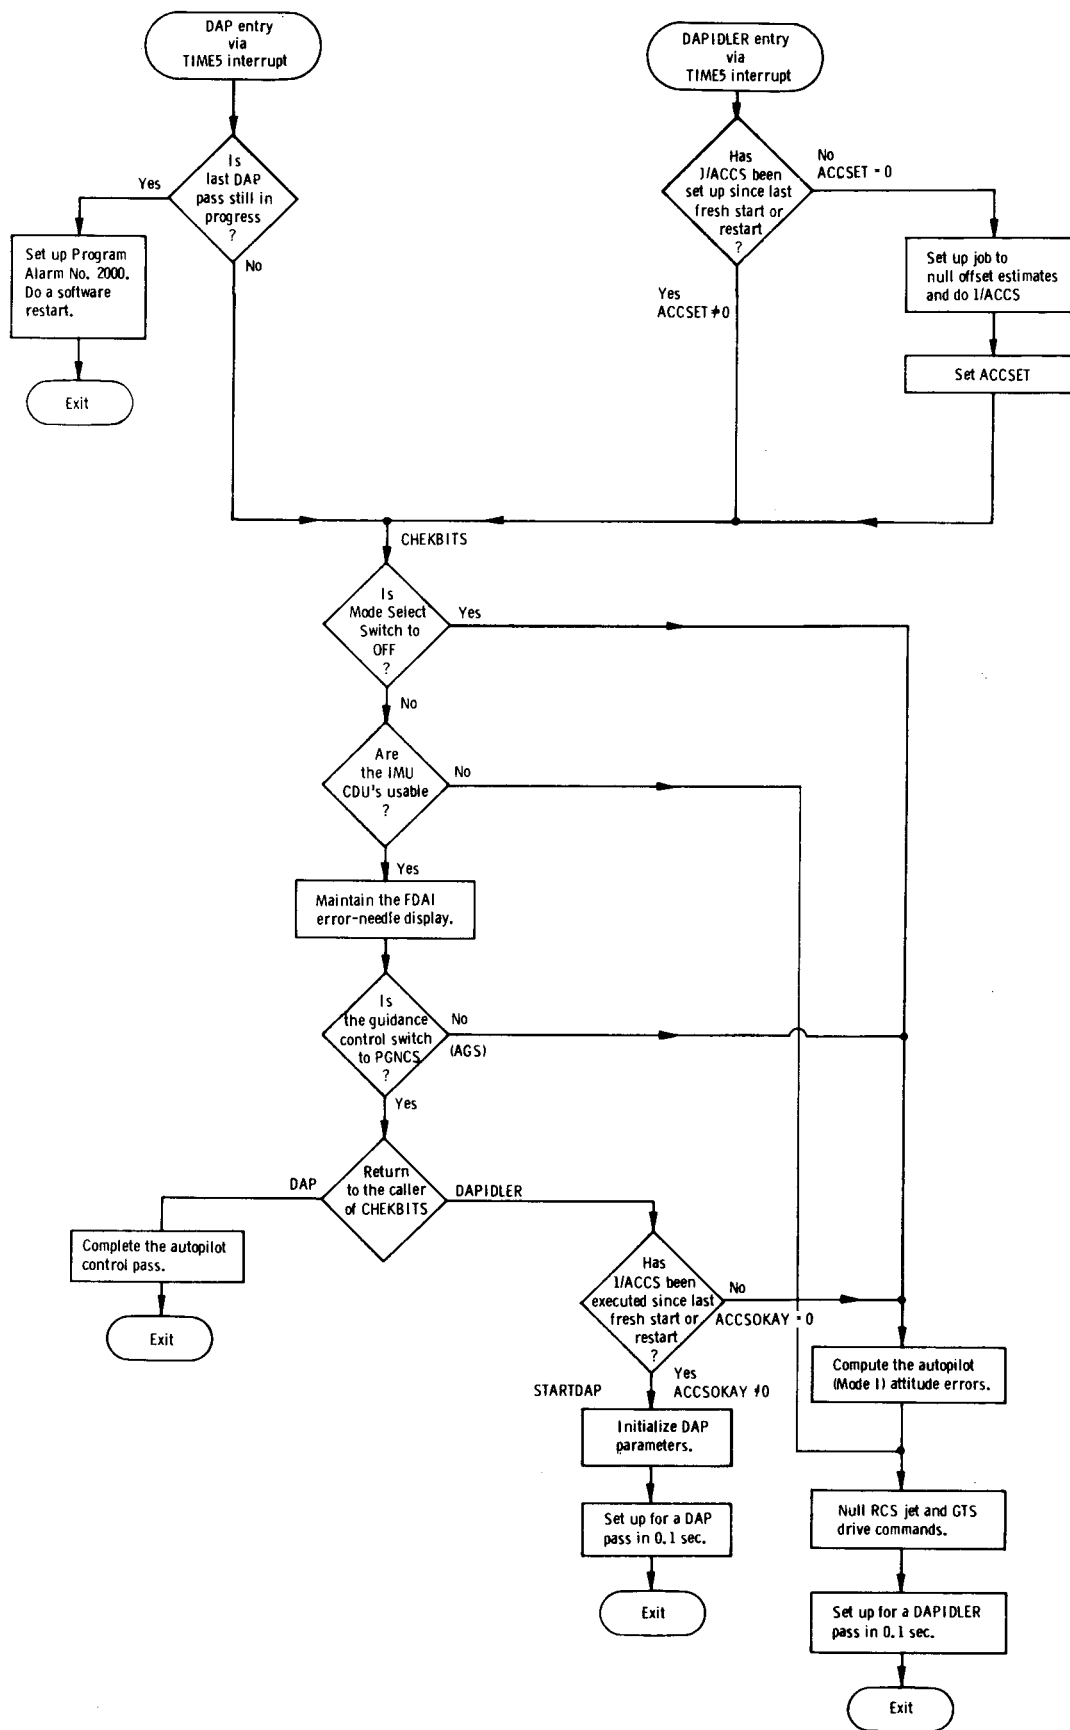 DAP entry
via
TIME5 interrupt
DAPIDLER entry
via
TIME5 interrupt
Is
last DAP
pass still in
progress
?
Yes
No
Set up Program
Alarm No. 2000.
Do a software
restart.
Exit
Has
1/ACCS been
set up since last
fresh start or
restart
?
No
ACCSET = 0
Yes
ACCSET ≠ 0
Set up job to
null offset estimates
and do 1/ACCS
Set ACCSET
CHEKBITS
Is
Mode Select
Switch to
OFF
?
Yes
No
Are
the IMU
CDU's usable
?
No
Yes
Maintain the FDAI
error-needle display.
Is
the guidance
control switch
to PGNCS
?
No
(AGS)
Yes
Return
to the caller
of CHEKBITS
DAP
DAPIDLER
Complete the autopilot
control pass.
Exit
Has
1/ACCS been
executed since last
fresh start or
restart
?
No
ACCSOKAY = 0
Yes
ACCSOKAY ≠ 0
STARTDAP
Initialize DAP
parameters.
Set up for a DAP
pass in 0.1 sec.
Exit
Compute the autopilot
(Mode 1) attitude errors.
Null RCS jet and GTS
drive commands.
Set up for a DAPIDLER
pass in 0.1 sec.
Exit